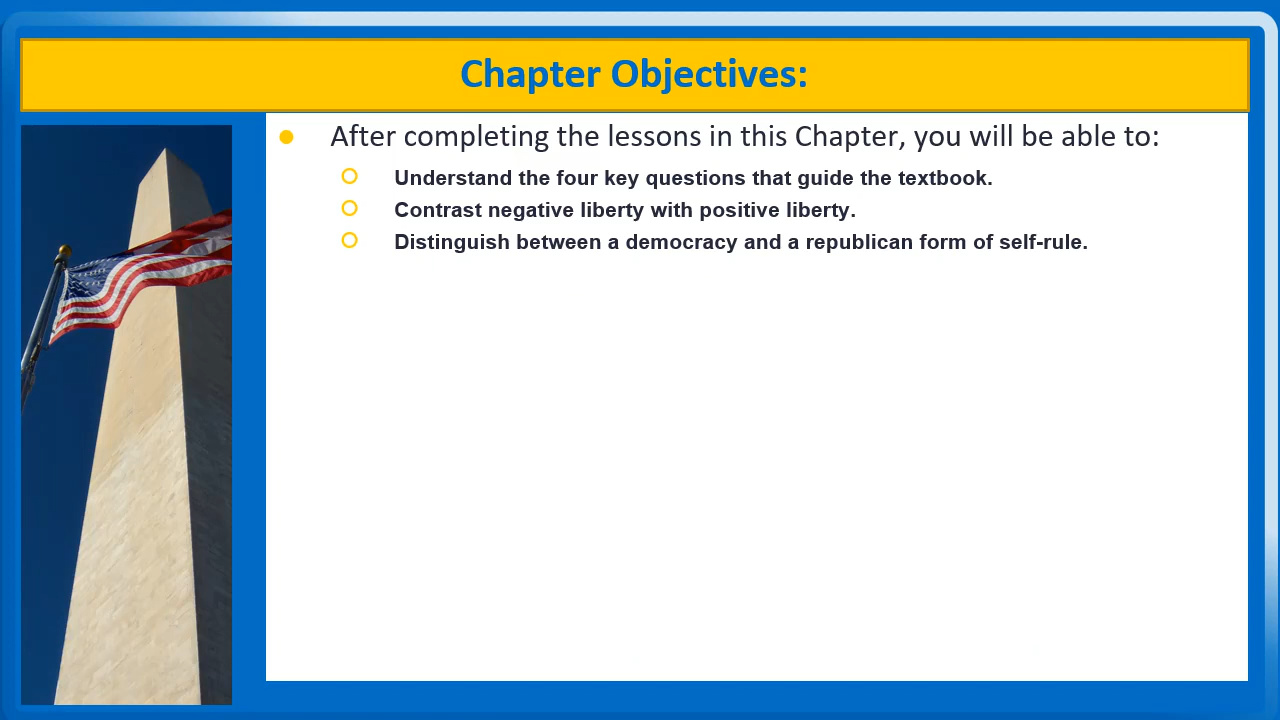 Chapter Objectives:
After completing the lessons in this Chapter, you will be able to:
Understand the four key questions that guide the textbook.
Contrast negative liberty with positive liberty.
Distinguish between a democracy and a republican form of self-rule.